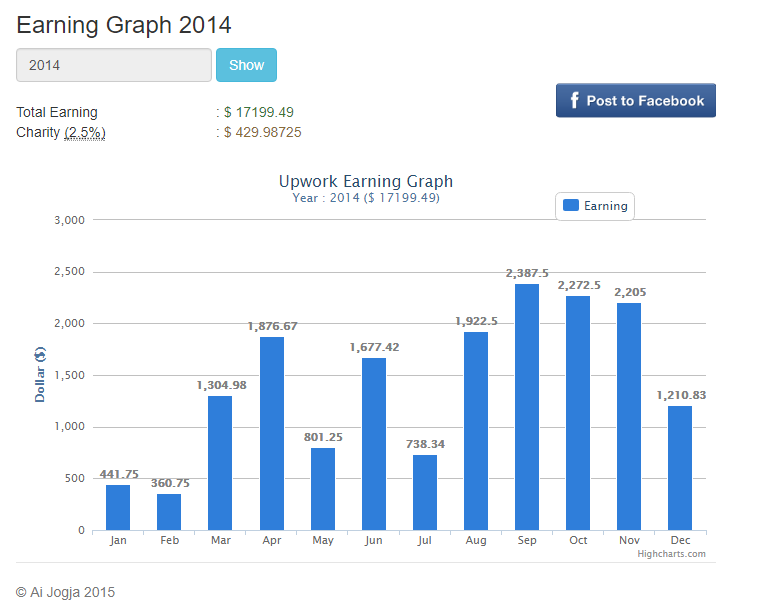 Earning Graph 2014
2014
Show
Total Earning : $ 17199.49
Charity (2.5%) : $ 429.98725
f Post to Facebook
Upwork Earning Graph
Year : 2014 ($ 17199.49)
Earning
Dollar ($)
3,000
2,500
2,000
1,500
1,000
500
0
441.75
360.75
1,304.98
1,876.67
801.25
1,677.42
738.34
1,922.5
2,387.5
2,272.5
2,205
1,210.83
Jan Feb Mar Apr May Jun Jul Aug Sep Oct Nov Dec
Highcharts.com
© Ai Jogja 2015